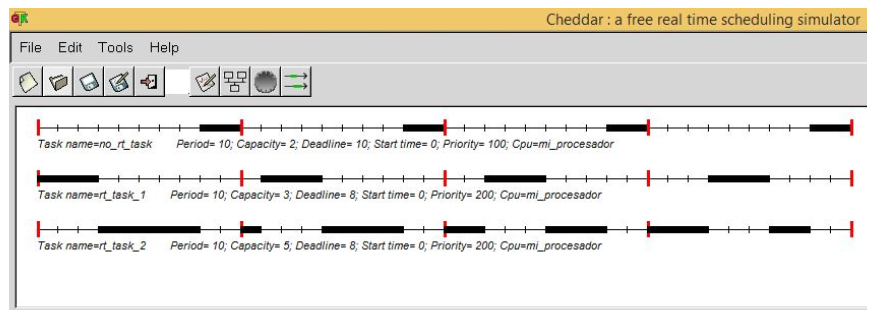 Cheddar : a free real time scheduling simulator
File Edit Tools Help
Task name=no_rt_task Period= 10; Capacity= 2; Deadline= 10; Start time= 0; Priority= 100; Cpu=mi_procesador
Task name=rt_task_1 Period= 10; Capacity= 3; Deadline= 8; Start time= 0; Priority= 200; Cpu=mi_procesador
Task name=rt_task_2 Period= 10; Capacity= 5; Deadline= 8; Start time= 0; Priority= 200; Cpu=mi_procesador